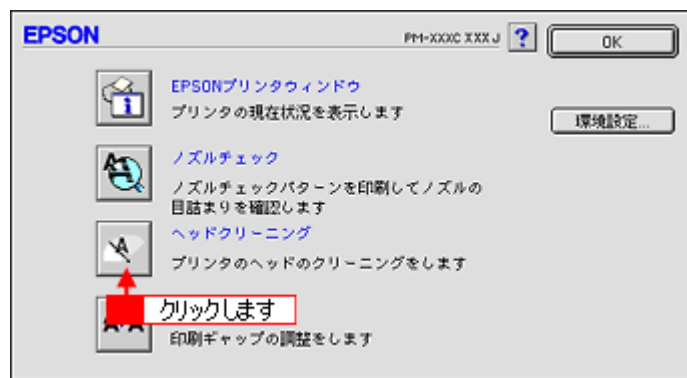 EPSON
PM-XXXC XXX J
?
OK
EPSONプリンタウィンドウ
プリンタの現在状況を表示します
環境設定...
ノズルチェック
ノズルチェックパターンを印刷してノズルの
目詰まりを確認します
ヘッドクリーニング
プリンタのヘッドのクリーニングをします
クリックします
印刷ギャップの調整をします